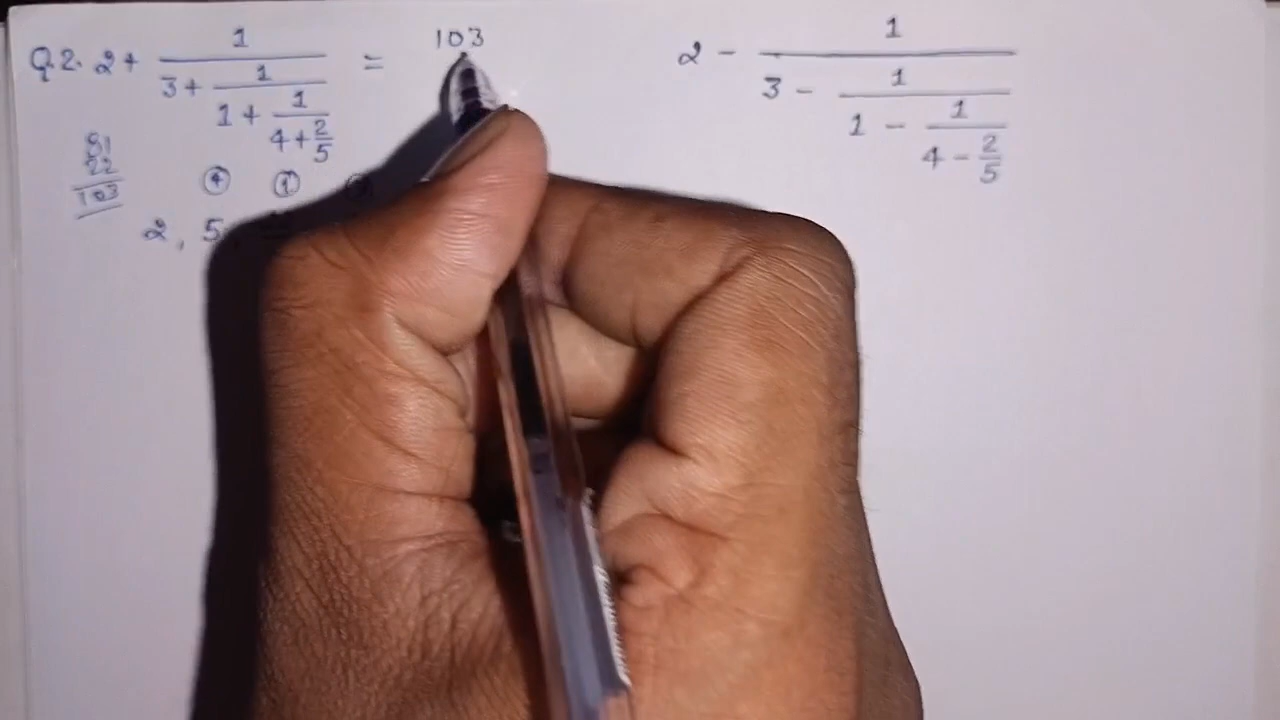 Q.2. 2 + 1/(3 + 1/(1 + 1/(4 + 2/5))) = 103
2 - 1/(3 - 1/(1 - 1/(4 - 2/5)))
81
22
103
④ ①
2, 5,